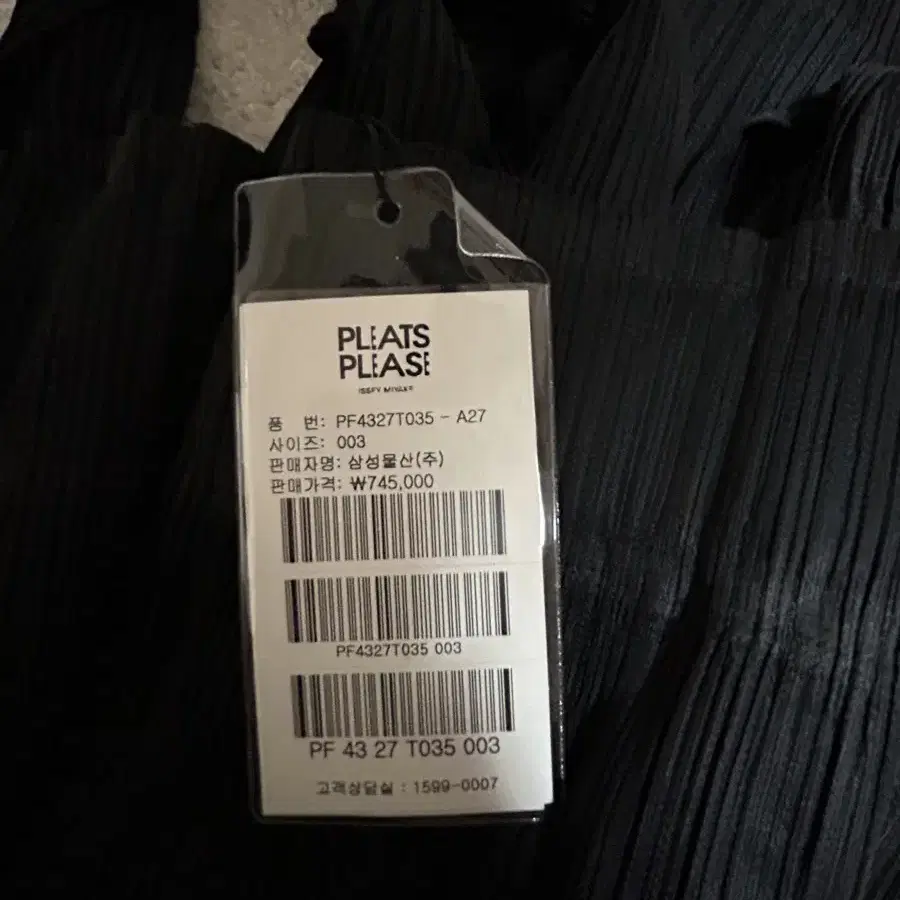 PLEATS
PLEASE
ISSEY MIYAKE
품 번: PF4327T035 - A27
사이즈: 003
판매자명: 삼성물산(주)
판매가격: ₩745,000
PF4327T035 003
PF 43 27 T035 003
고객상담실 : 1599-0007